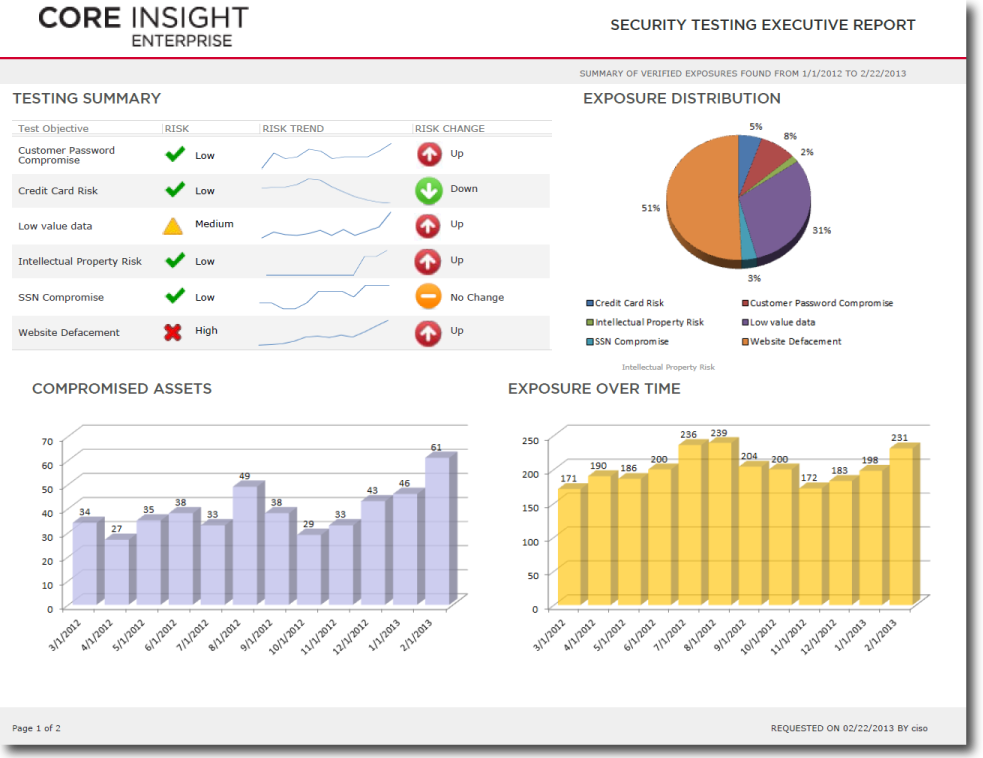 CORE INSIGHT
ENTERPRISE
SECURITY TESTING EXECUTIVE REPORT
SUMMARY OF VERIFIED EXPOSURES FOUND FROM 1/1/2012 TO 2/22/2013
TESTING SUMMARY
Test Objective RISK RISK TREND RISK CHANGE
Customer Password
Compromise
Low Up
Credit Card Risk Low Down
Low value data Medium Up
Intellectual Property Risk Low Up
SSN Compromise Low No Change
Website Defacement High Up
EXPOSURE DISTRIBUTION
5%
8%
2%
51%
31%
3%
Credit Card Risk Customer Password Compromise
Intellectual Property Risk Low value data
SSN Compromise Website Defacement
Intellectual Property Risk
COMPROMISED ASSETS
70
60
50
40
30
20
10
0
34 27 35 38 33 49 38 29 33 43 46 61
3/1/2012 4/1/2012 5/1/2012 6/1/2012 7/1/2012 8/1/2012 9/1/2012 10/1/2012 11/1/2012 12/1/2012 1/1/2013 2/1/2013
EXPOSURE OVER TIME
250
200
150
100
50
0
171 190 186 200 236 239 204 200 172 183 198 231
3/1/2012 4/1/2012 5/1/2012 6/1/2012 7/1/2012 8/1/2012 9/1/2012 10/1/2012 11/1/2012 12/1/2012 1/1/2013 2/1/2013
Page 1 of 2
REQUESTED ON 02/22/2013 BY ciso